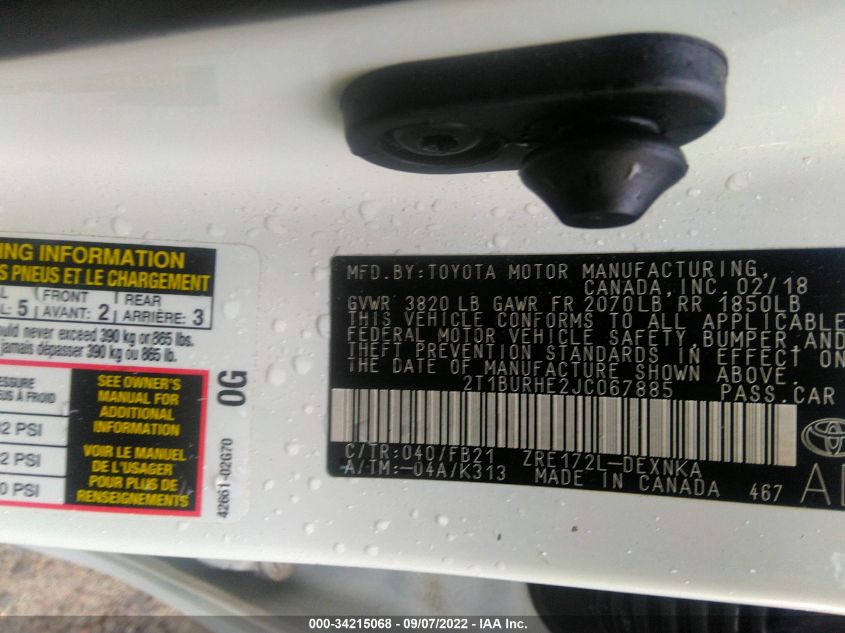 NG INFORMATION
S PNEUS ET LE CHARGEMENT
L: 5 FRONT AVANT: 2 REAR ARRIÈRE: 3
ould never exceed 390 kg or 865 lbs.
jamais dépasser 390 kg ou 865 lb.
ESSURE
US À FROID
2 PSI
2 PSI
0 PSI
SEE OWNER'S
MANUAL FOR
ADDITIONAL
INFORMATION
VOIR LE MANUEL
DE L'USAGER
POUR PLUS DE
RENSEIGNEMENTS
0G
42661-02G70
MFD.BY:TOYOTA MOTOR MANUFACTURING,
CANADA,INC.02/18
GVWR 3820 LB GAWR FR 2070LB RR 1850LB
THIS VEHICLE CONFORMS TO ALL APPLICABLE
FEDERAL MOTOR VEHICLE SAFETY,BUMPER,AND
THEFT PREVENTION STANDARDS IN EFFECT ON
THE DATE OF MANUFACTURE SHOWN ABOVE.
2T1BURHE2JC067885 PASS.CAR
C/TR:040/FB21 ZRE172L-DEXNKA
A/TM:-04A/K313 MADE IN CANADA 467
TOYOTA
000-34215068 - 09/07/2022 - IAA Inc.